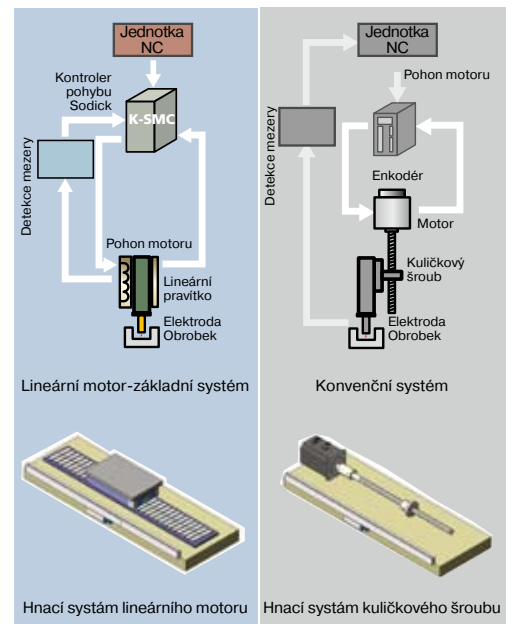 Jednotka
NC
Kontroler
pohybu
Sodick
K-SMC
Detekce mezery
Pohon motoru
Lineární
pravítko
Elektroda
Obrobek
Lineární motor-základní systém
Hnací systám lineárního motoru
Jednotka
NC
Pohon motoru
Detekce mezery
Enkodér
Motor
Kuličkový
šroub
Elektroda
Obrobek
Konvenční systém
Hnací systám kuličkového šroubu